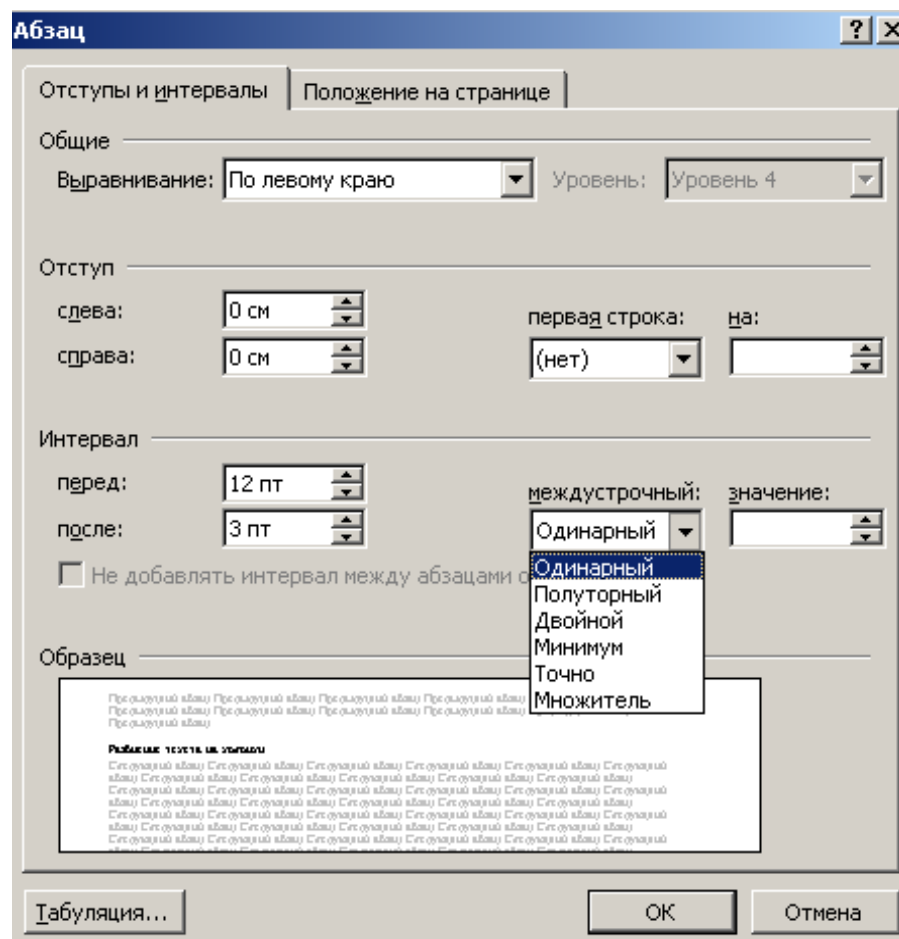 Абзац
Отступы и интервалы Положение на странице
Общие
Выравнивание: По левому краю Уровень: Уровень 4
Отступ
слева: 0 см первая строка: на:
справа: 0 см (нет)
Интервал
перед: 12 пт междустрочный: значение:
после: 3 пт Одинарный
Не добавлять интервал между абзацами о
Одинарный
Полуторный
Двойной
Минимум
Точно
Множитель
Образец
Табуляция... ОК Отмена